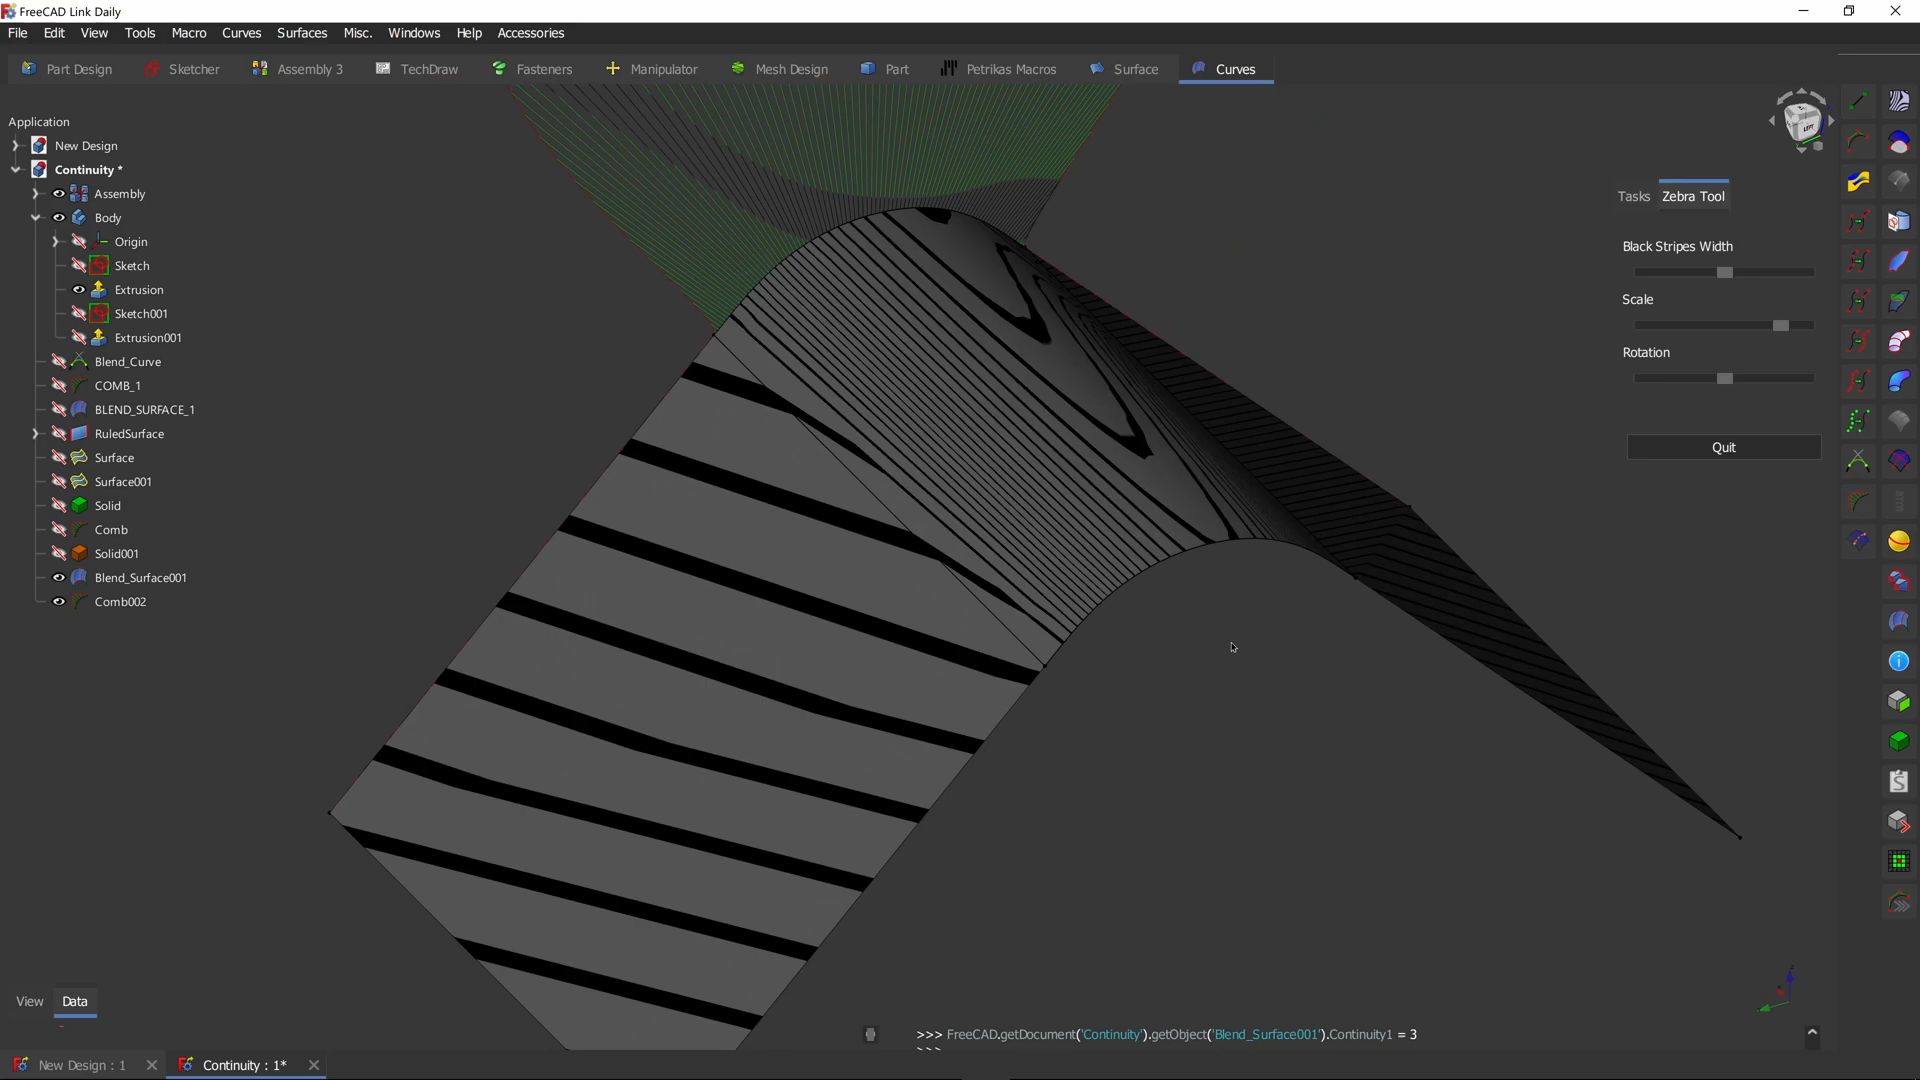 FreeCAD Link Daily
File Edit View Tools Macro Curves Surfaces Misc. Windows Help Accessories
Part Design Sketcher Assembly 3 TechDraw Fasteners Manipulator Mesh Design Part Petrikas Macros Surface Curves
Application
New Design
Continuity *
Assembly
Body
Origin
Sketch
Extrusion
Sketch001
Extrusion001
Blend_Curve
COMB_1
BLEND_SURFACE_1
RuledSurface
Surface
Surface001
Solid
Comb
Solid001
Blend_Surface001
Comb002
LEFT
Tasks Zebra Tool
Black Stripes Width
Scale
Rotation
Quit
View Data
>>> FreeCAD.getDocument('Continuity').getObject('Blend_Surface001').Continuity1 = 3
>>>
New Design : 1 Continuity : 1*